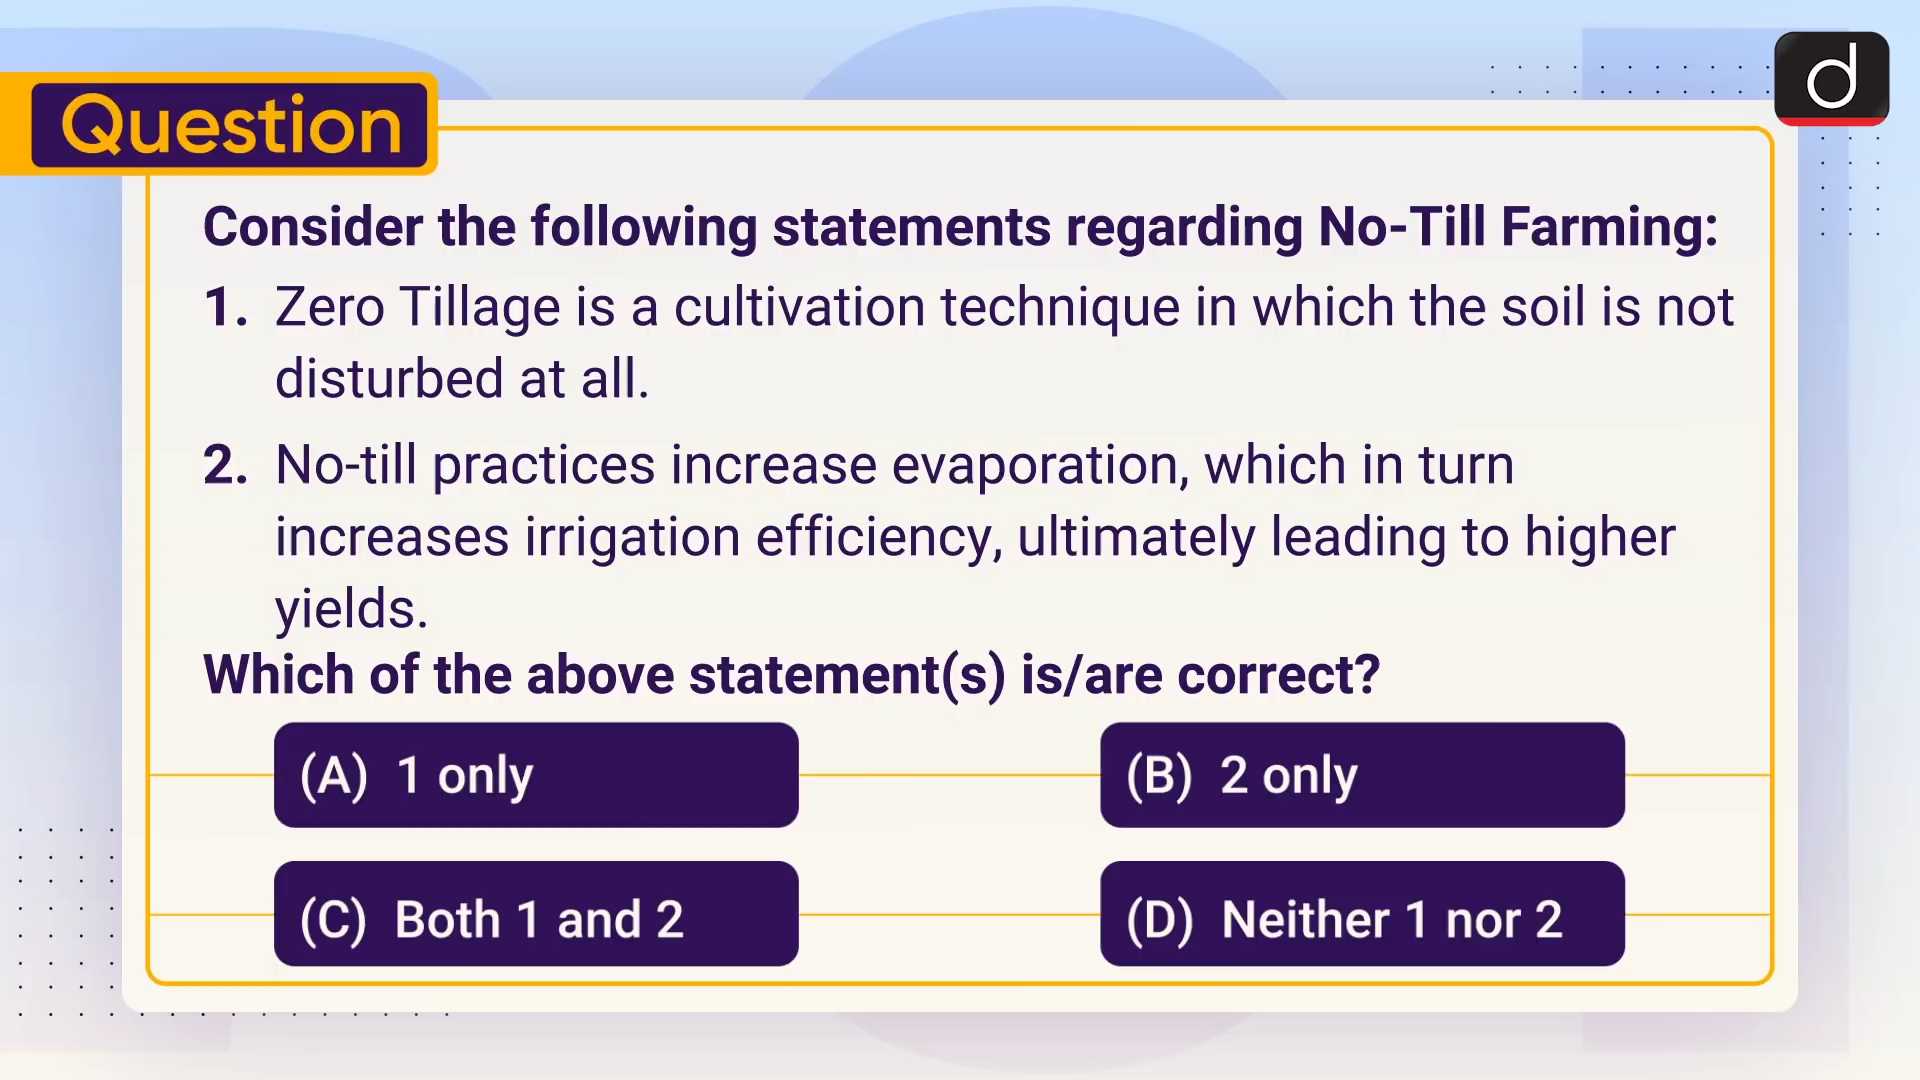 Question
d
Consider the following statements regarding No-Till Farming:
1. Zero Tillage is a cultivation technique in which the soil is not
disturbed at all.
2. No-till practices increase evaporation, which in turn
increases irrigation efficiency, ultimately leading to higher
yields.
Which of the above statement(s) is/are correct?
(A) 1 only
(B) 2 only
(C) Both 1 and 2
(D) Neither 1 nor 2